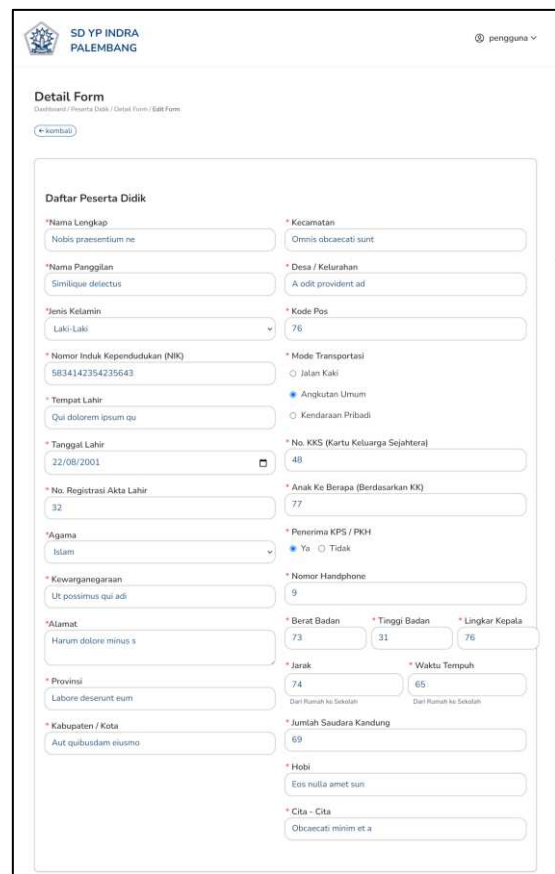 SD YP INDRA
PALEMBANG
pengguna
Detail Form
Dashboard / Peserta Didik / Detail Form / Edit Form
kembali
Daftar Peserta Didik
*Nama Lengkap
Nobis praesentium ne
*Nama Panggilan
Similique delectus
*Jenis Kelamin
Laki-Laki
* Nomor Induk Kependudukan (NIK)
5834142354235643
* Tempat Lahir
Qui dolorem ipsum qu
* Tanggal Lahir
22/08/2001
* No. Registrasi Akta Lahir
32
*Agama
Islam
* Kewarganegaraan
Ut possimus qui adi
*Alamat
Harum dolore minus s
* Provinsi
Labore deserunt eum
* Kabupaten / Kota
Aut quibusdam eiusmo
* Kecamatan
Omnis obcaecati sunt
* Desa / Kelurahan
A odit provident ad
* Kode Pos
76
* Mode Transportasi
Jalan Kaki
Angkutan Umum
Kendaraan Pribadi
* No. KKS (Kartu Keluarga Sejahtera)
48
* Anak Ke Berapa (Berdasarkan KK)
77
* Penerima KPS / PKH
Ya Tidak
* Nomor Handphone
9
* Berat Badan * Tinggi Badan * Lingkar Kepala
73 31 76
* Jarak * Waktu Tempuh
74 65
Dari Rumah ke Sekolah Dari Rumah ke Sekolah
* Jumlah Saudara Kandung
69
* Hobi
Eos nulla amet sun
* Cita - Cita
Obcaecati minim et a